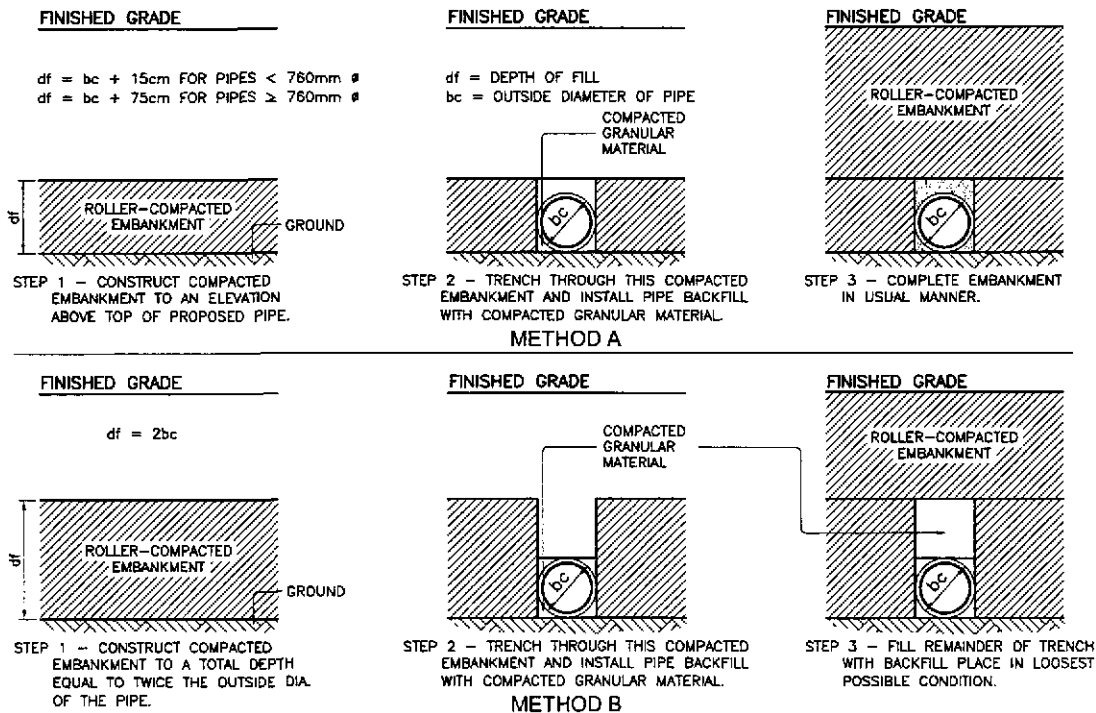 FINISHED GRADE
df = bc + 15cm FOR PIPES < 760mm ø
df = bc + 75cm FOR PIPES ≥ 760mm ø
df
ROLLER-COMPACTED
EMBANKMENT
GROUND
STEP 1 - CONSTRUCT COMPACTED
EMBANKMENT TO AN ELEVATION
ABOVE TOP OF PROPOSED PIPE.
FINISHED GRADE
df = DEPTH OF FILL
bc = OUTSIDE DIAMETER OF PIPE
COMPACTED
GRANULAR
MATERIAL
bc
STEP 2 - TRENCH THROUGH THIS COMPACTED
EMBANKMENT AND INSTALL PIPE BACKFILL
WITH COMPACTED GRANULAR MATERIAL.
FINISHED GRADE
ROLLER-COMPACTED
EMBANKMENT
bc
STEP 3 - COMPLETE EMBANKMENT
IN USUAL MANNER.
METHOD A
FINISHED GRADE
df = 2bc
df
ROLLER-COMPACTED
EMBANKMENT
GROUND
STEP 1 - CONSTRUCT COMPACTED
EMBANKMENT TO A TOTAL DEPTH
EQUAL TO TWICE THE OUTSIDE DIA.
OF THE PIPE.
FINISHED GRADE
COMPACTED
GRANULAR
MATERIAL
bc
STEP 2 - TRENCH THROUGH THIS COMPACTED
EMBANKMENT AND INSTALL PIPE BACKFILL
WITH COMPACTED GRANULAR MATERIAL.
FINISHED GRADE
ROLLER-COMPACTED
EMBANKMENT
bc
STEP 3 - FILL REMAINDER OF TRENCH
WITH BACKFILL PLACE IN LOOSEST
POSSIBLE CONDITION.
METHOD B